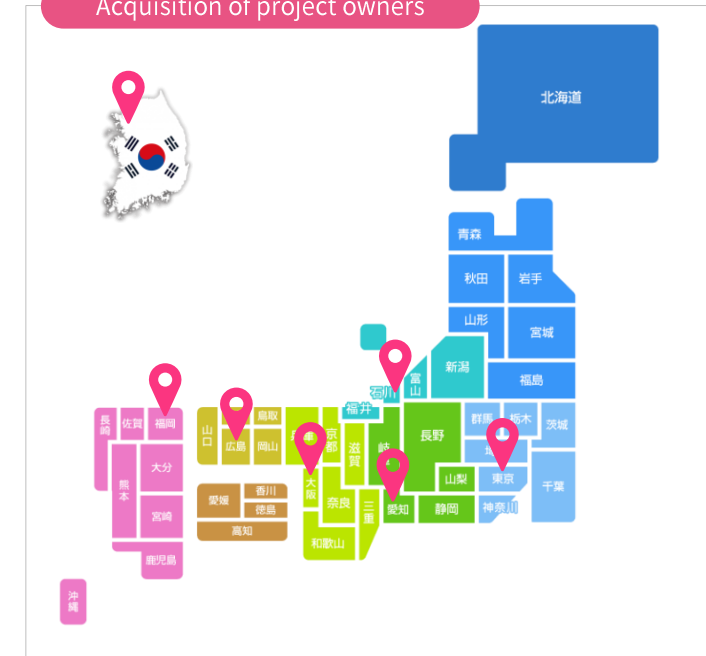 Acquisition of project owners
北海道
青森
秋田
岩手
山形
宮城
新潟
福島
石川
富山
福井
群馬
栃木
茨城
長野
長崎
佐賀
福岡
山口
鳥取
広島
岡山
京都
滋賀
大分
熊本
宮崎
鹿児島
沖縄
愛媛
香川
徳島
高知
大阪
奈良
三重
和歌山
山梨
愛知
静岡
東京
神奈川
千葉